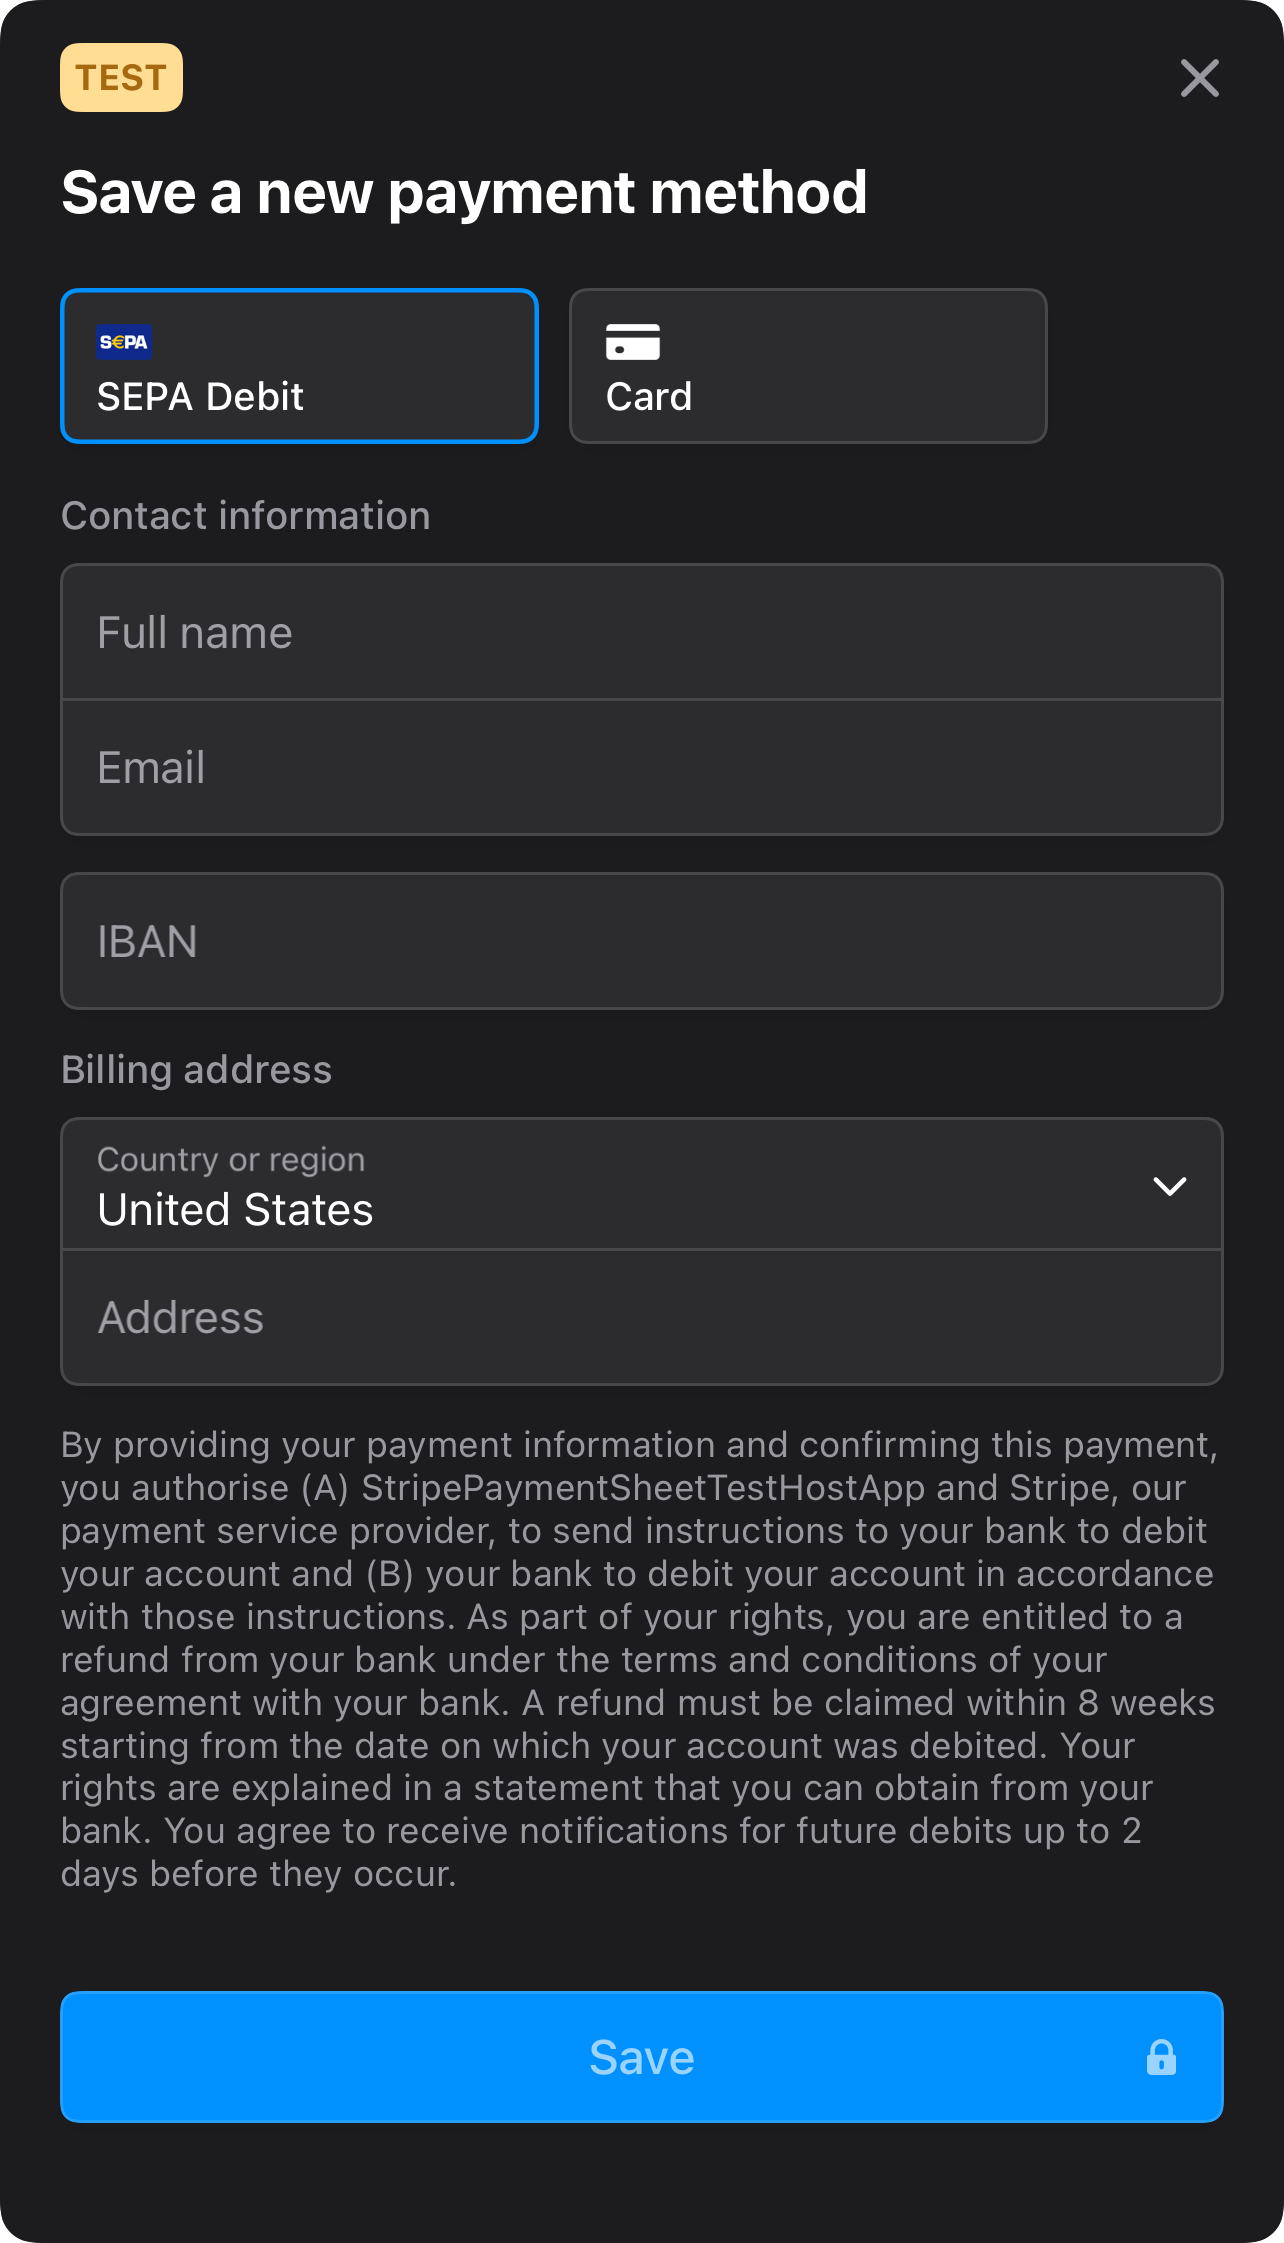 TEST
Save a new payment method
S€PA
SEPA Debit
Card
Contact information
Full name
Email
IBAN
Billing address
Country or region
United States
Address
By providing your payment information and confirming this payment,
you authorise (A) StripePaymentSheetTestHostApp and Stripe, our
payment service provider, to send instructions to your bank to debit
your account and (B) your bank to debit your account in accordance
with those instructions. As part of your rights, you are entitled to a
refund from your bank under the terms and conditions of your
agreement with your bank. A refund must be claimed within 8 weeks
starting from the date on which your account was debited. Your
rights are explained in a statement that you can obtain from your
bank. You agree to receive notifications for future debits up to 2
days before they occur.
Save